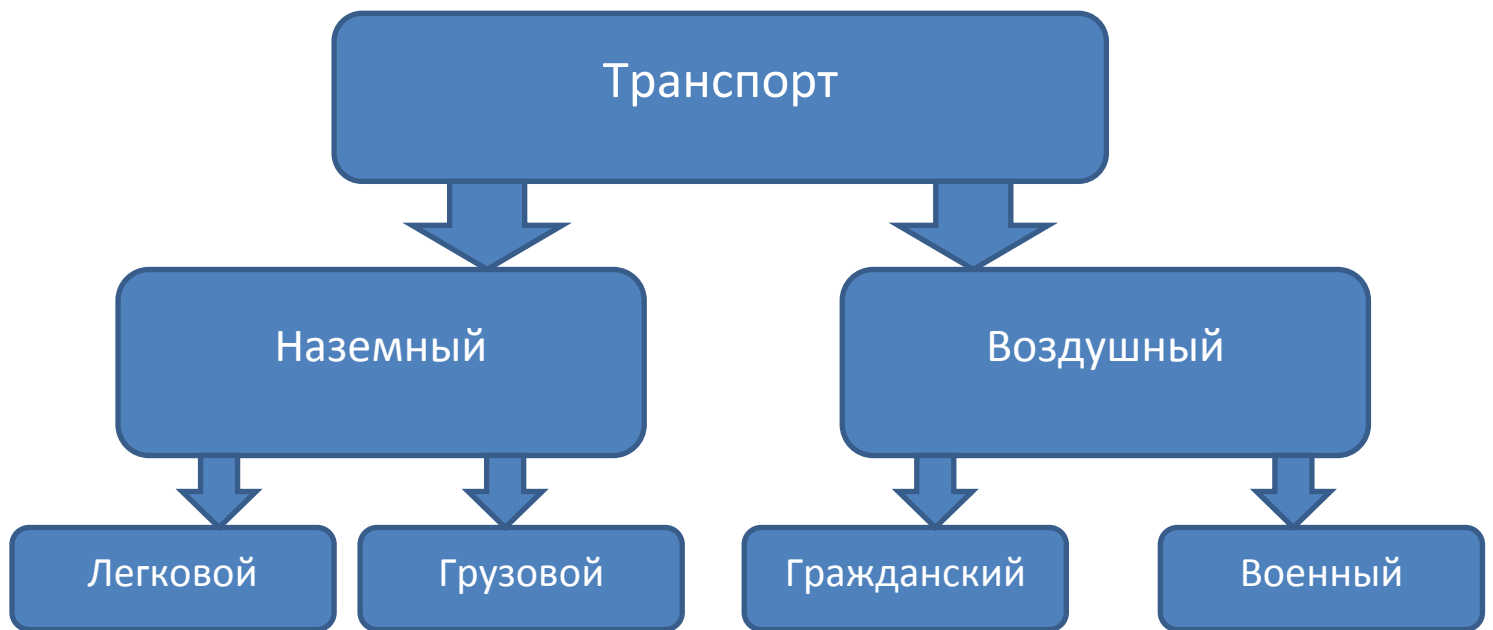 Транспорт
Наземный
Воздушный
Легковой
Грузовой
Гражданский
Военный